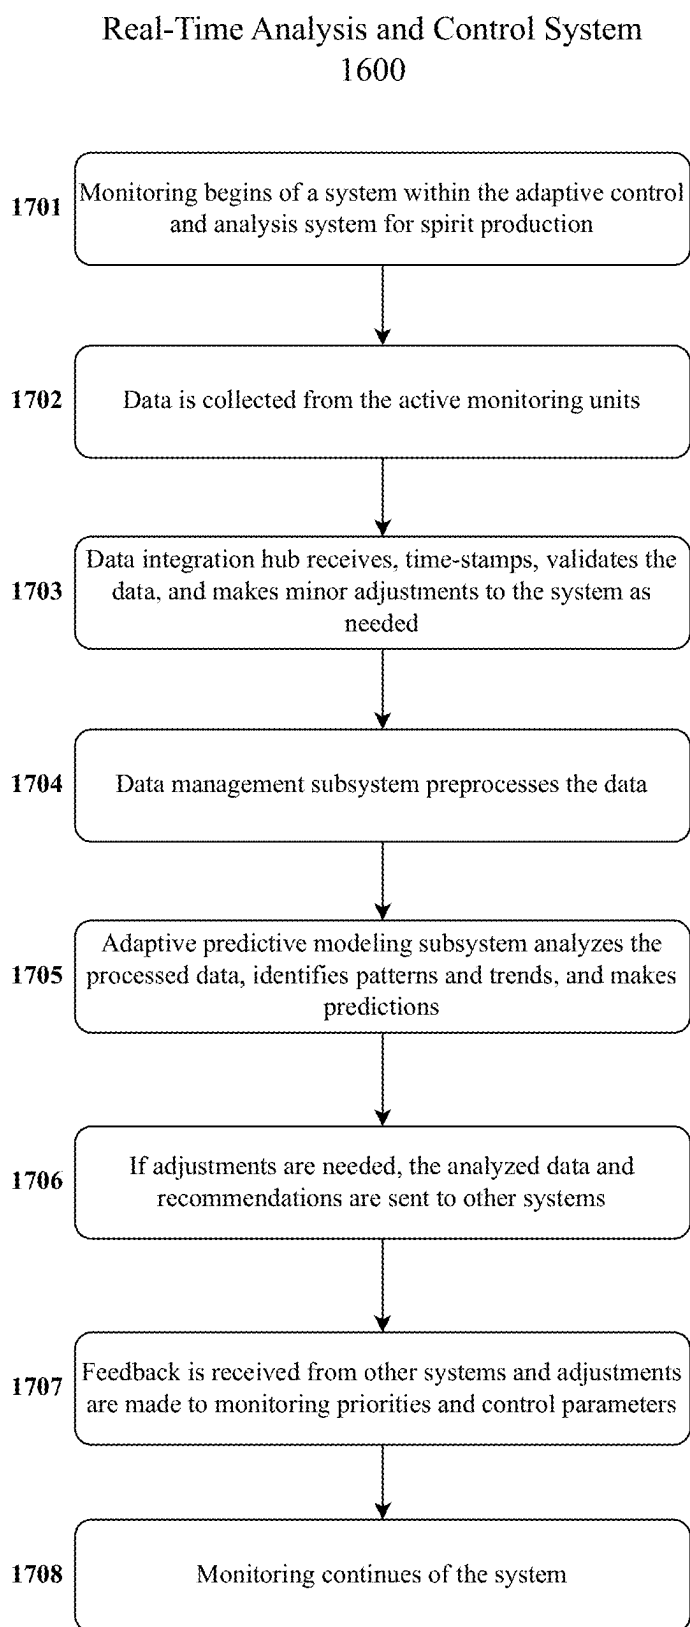 Real-Time Analysis and Control System
1600
1701
Monitoring begins of a system within the adaptive control
and analysis system for spirit production
1702
Data is collected from the active monitoring units
1703
Data integration hub receives, time-stamps, validates the
data, and makes minor adjustments to the system as
needed
1704
Data management subsystem preprocesses the data
1705
Adaptive predictive modeling subsystem analyzes the
processed data, identifies patterns and trends, and makes
predictions
1706
If adjustments are needed, the analyzed data and
recommendations are sent to other systems
1707
Feedback is received from other systems and adjustments
are made to monitoring priorities and control parameters
1708
Monitoring continues of the system